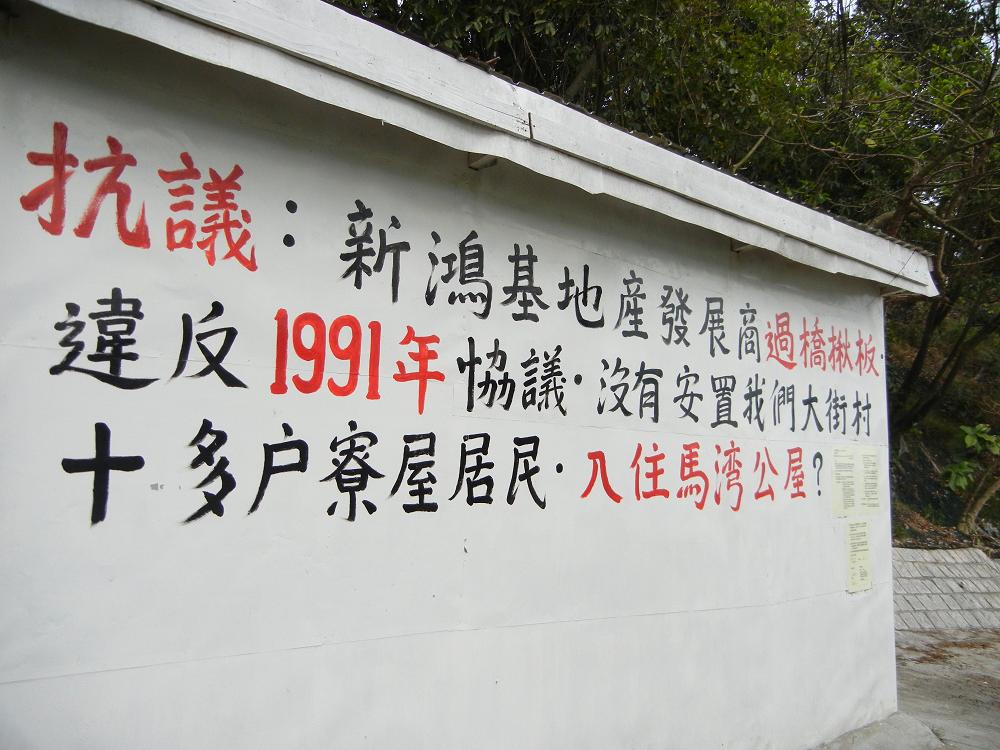 抗議：新鴻基地産發展商過橋揪板．
違反1991年恊議．沒有安置我們大街村
十多户寮屋居民．入住馬湾公屋？